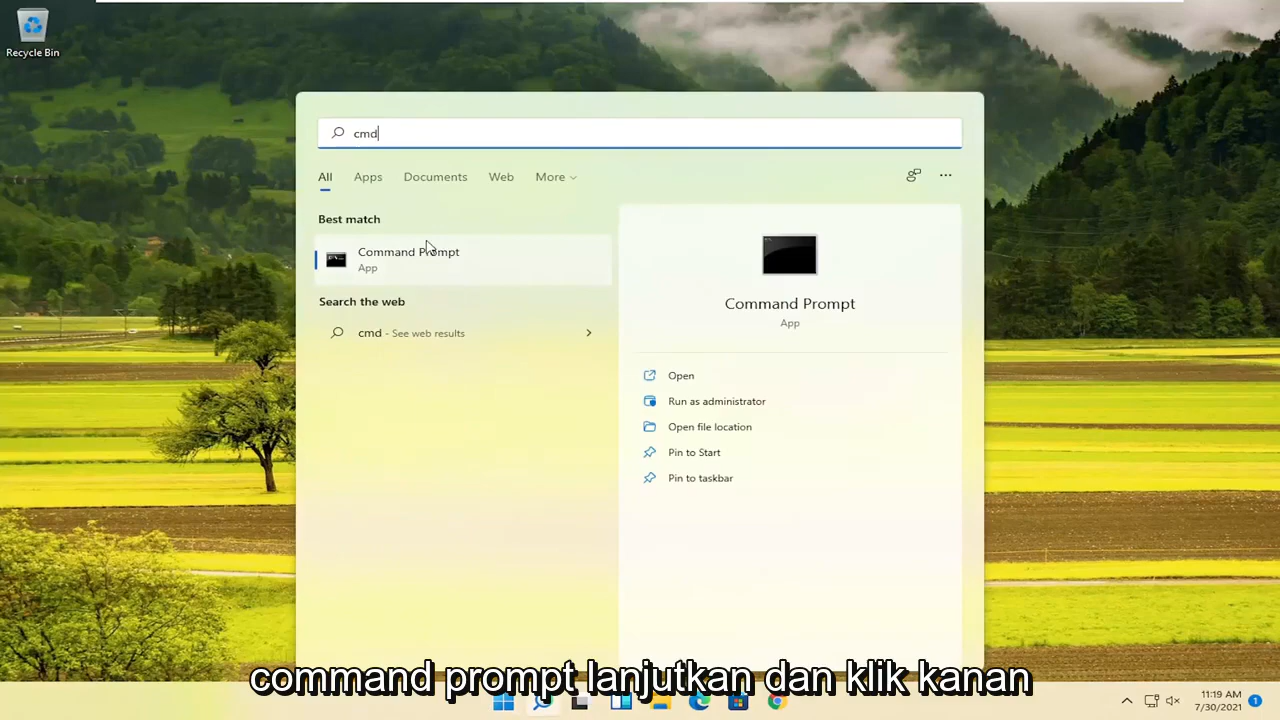 Recycle Bin
cmd
All Apps Documents Web More
Best match
Command Prompt
App
Search the web
cmd - See web results
Command Prompt
App
Open
Run as administrator
Open file location
Pin to Start
Pin to taskbar
command prompt lanjutkan dan klik kanan
11:19 AM
7/30/2021
1